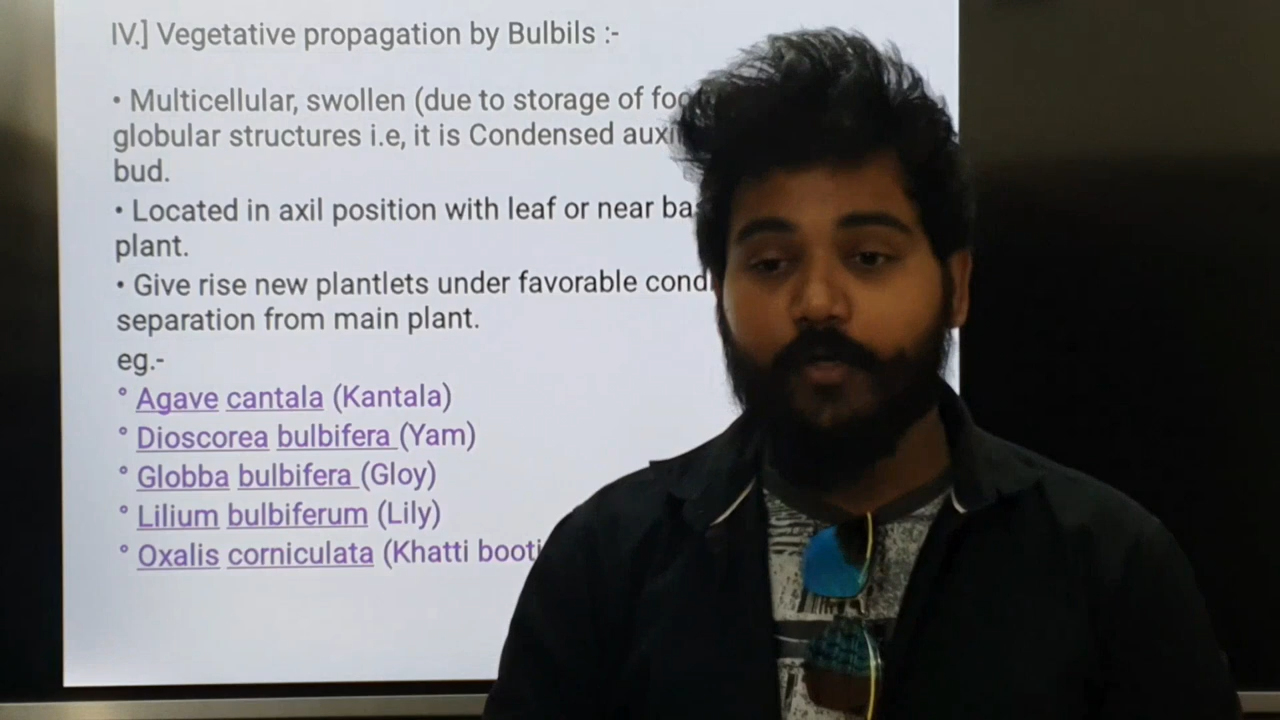 IV.] Vegetative propagation by Bulbils :-
• Multicellular, swollen (due to storage of
globular structures i.e, it is Condensed
bud.
• Located in axil position with leaf or near
plant.
• Give rise new plantlets under favorable
separation from main plant.
eg.-
° Agave cantala (Kantala)
° Dioscorea bulbifera (Yam)
° Globba bulbifera (Gloy)
° Lilium bulbiferum (Lily)
° Oxalis corniculata (Khatti booti